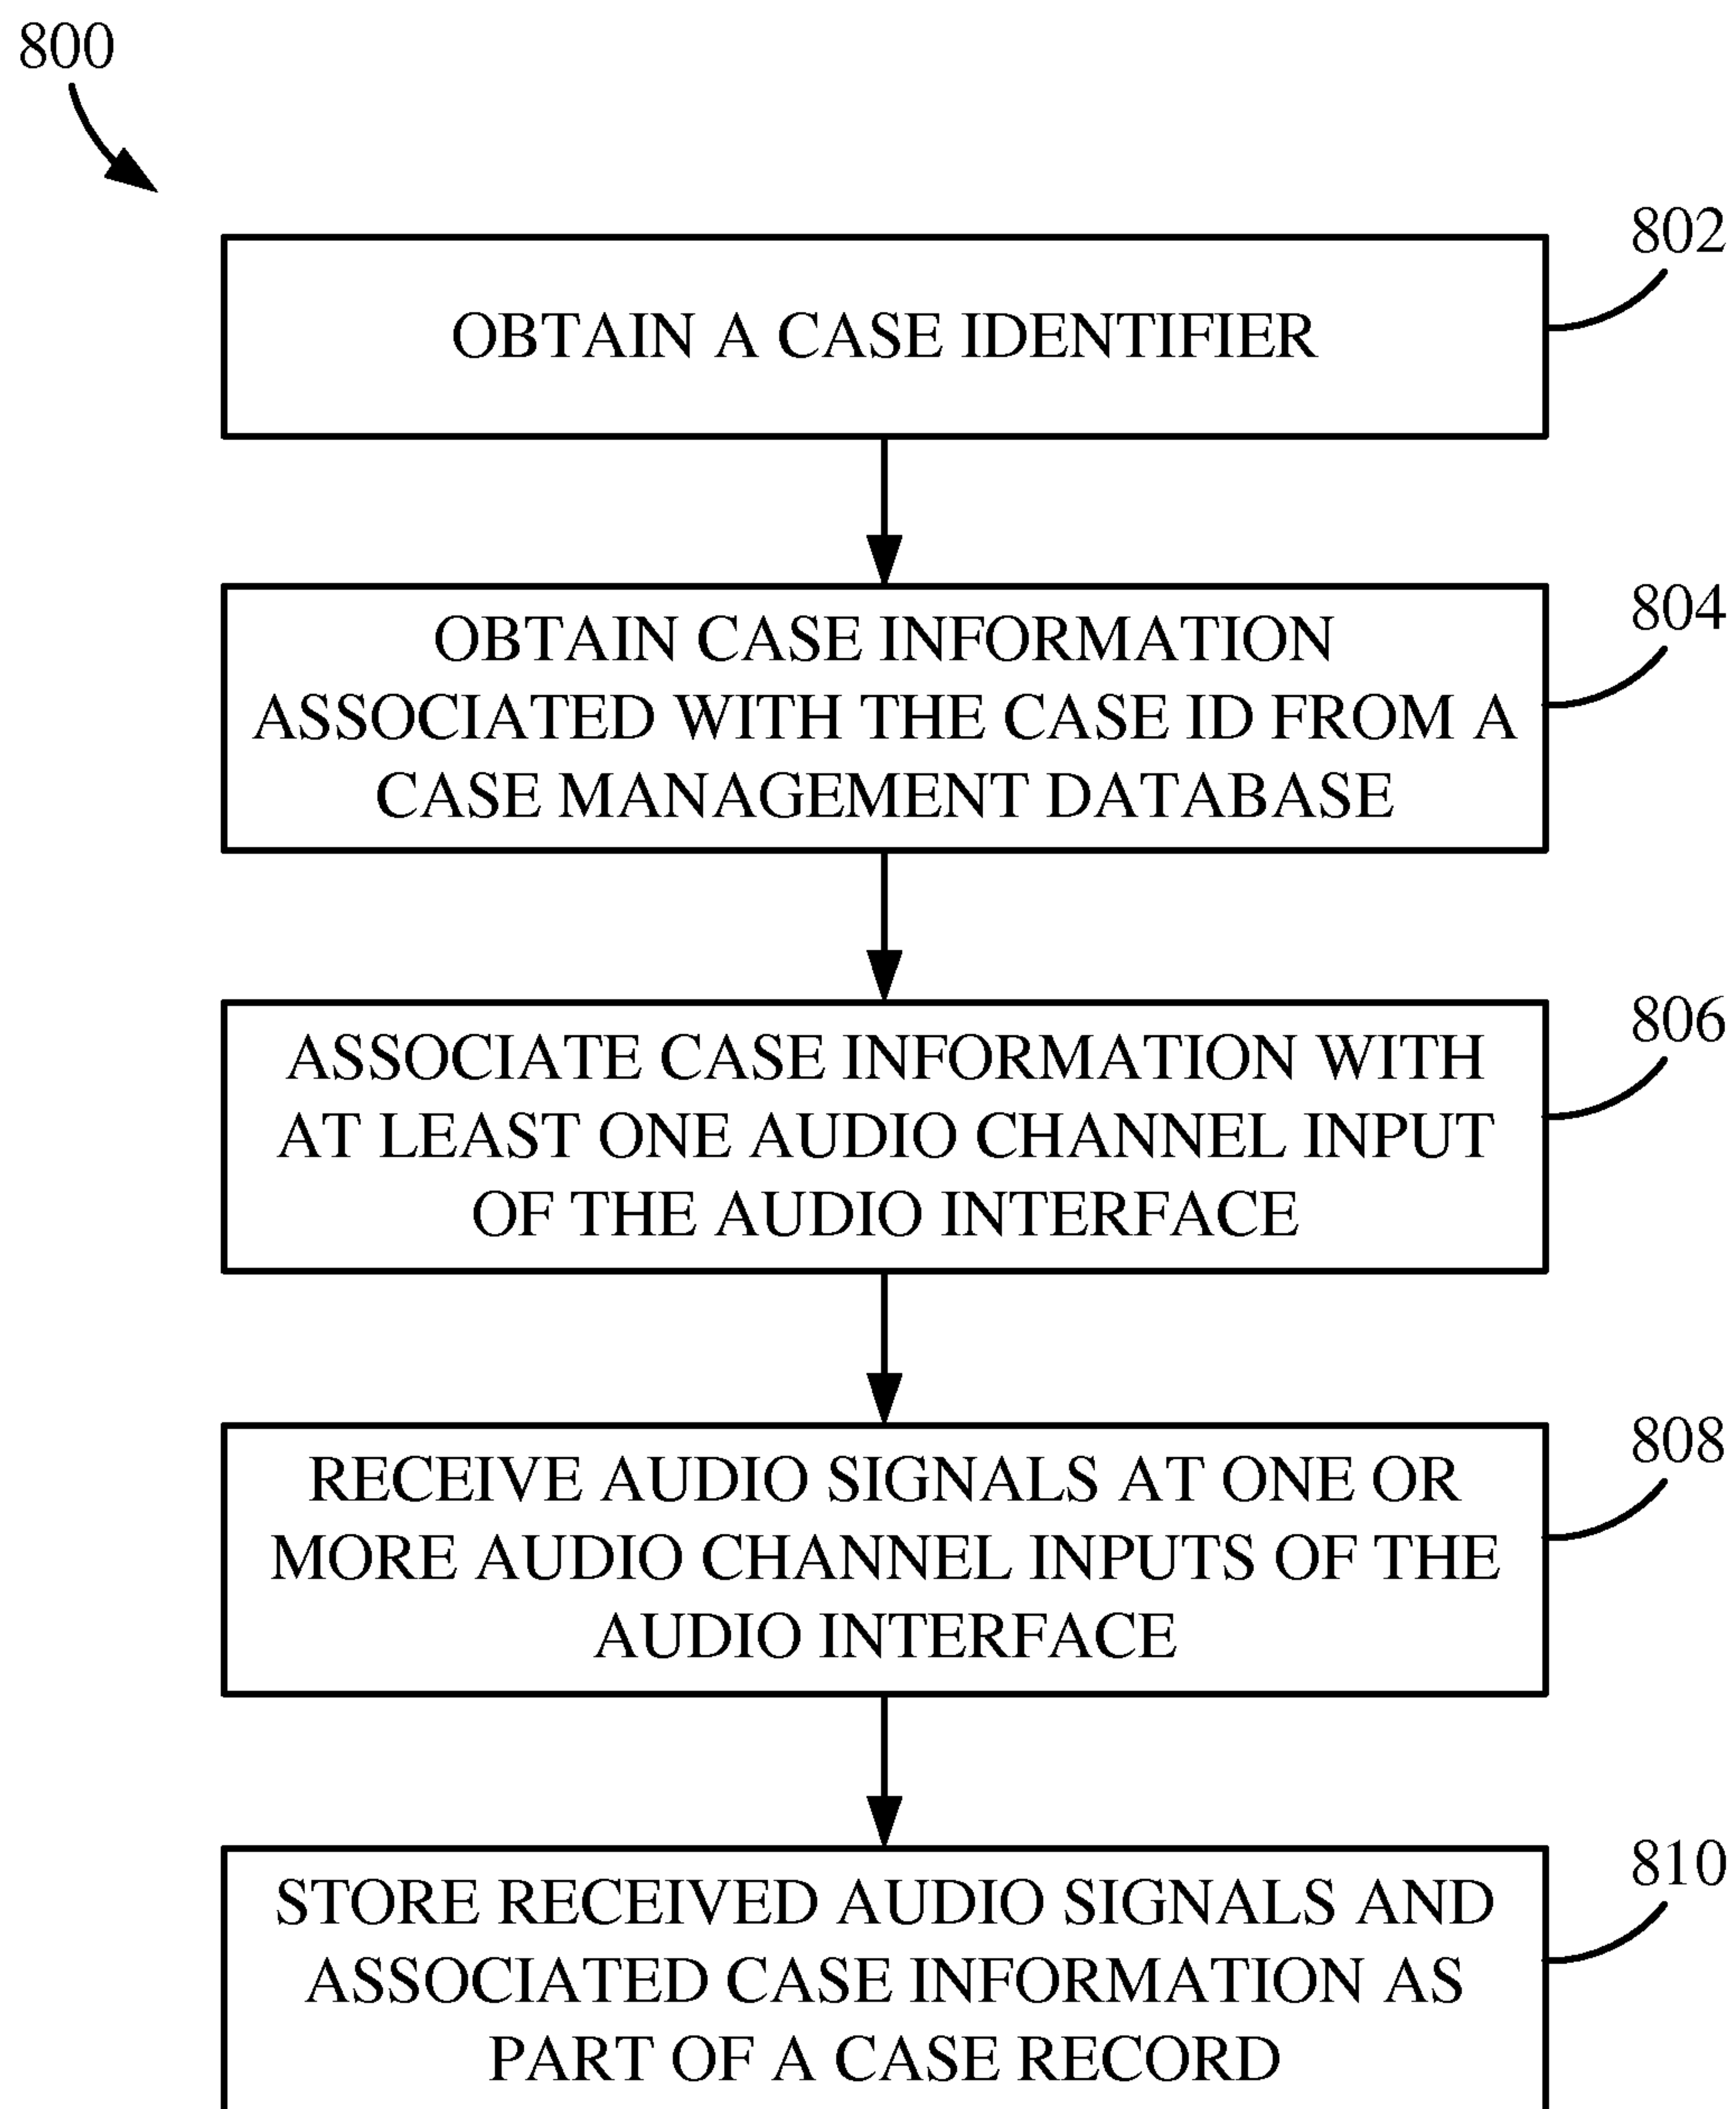 800
802
OBTAIN A CASE IDENTIFIER
804
OBTAIN CASE INFORMATION
ASSOCIATED WITH THE CASE ID FROM A
CASE MANAGEMENT DATABASE
806
ASSOCIATE CASE INFORMATION WITH
AT LEAST ONE AUDIO CHANNEL INPUT
OF THE AUDIO INTERFACE
808
RECEIVE AUDIO SIGNALS AT ONE OR
MORE AUDIO CHANNEL INPUTS OF THE
AUDIO INTERFACE
810
STORE RECEIVED AUDIO SIGNALS AND
ASSOCIATED CASE INFORMATION AS
PART OF A CASE RECORD